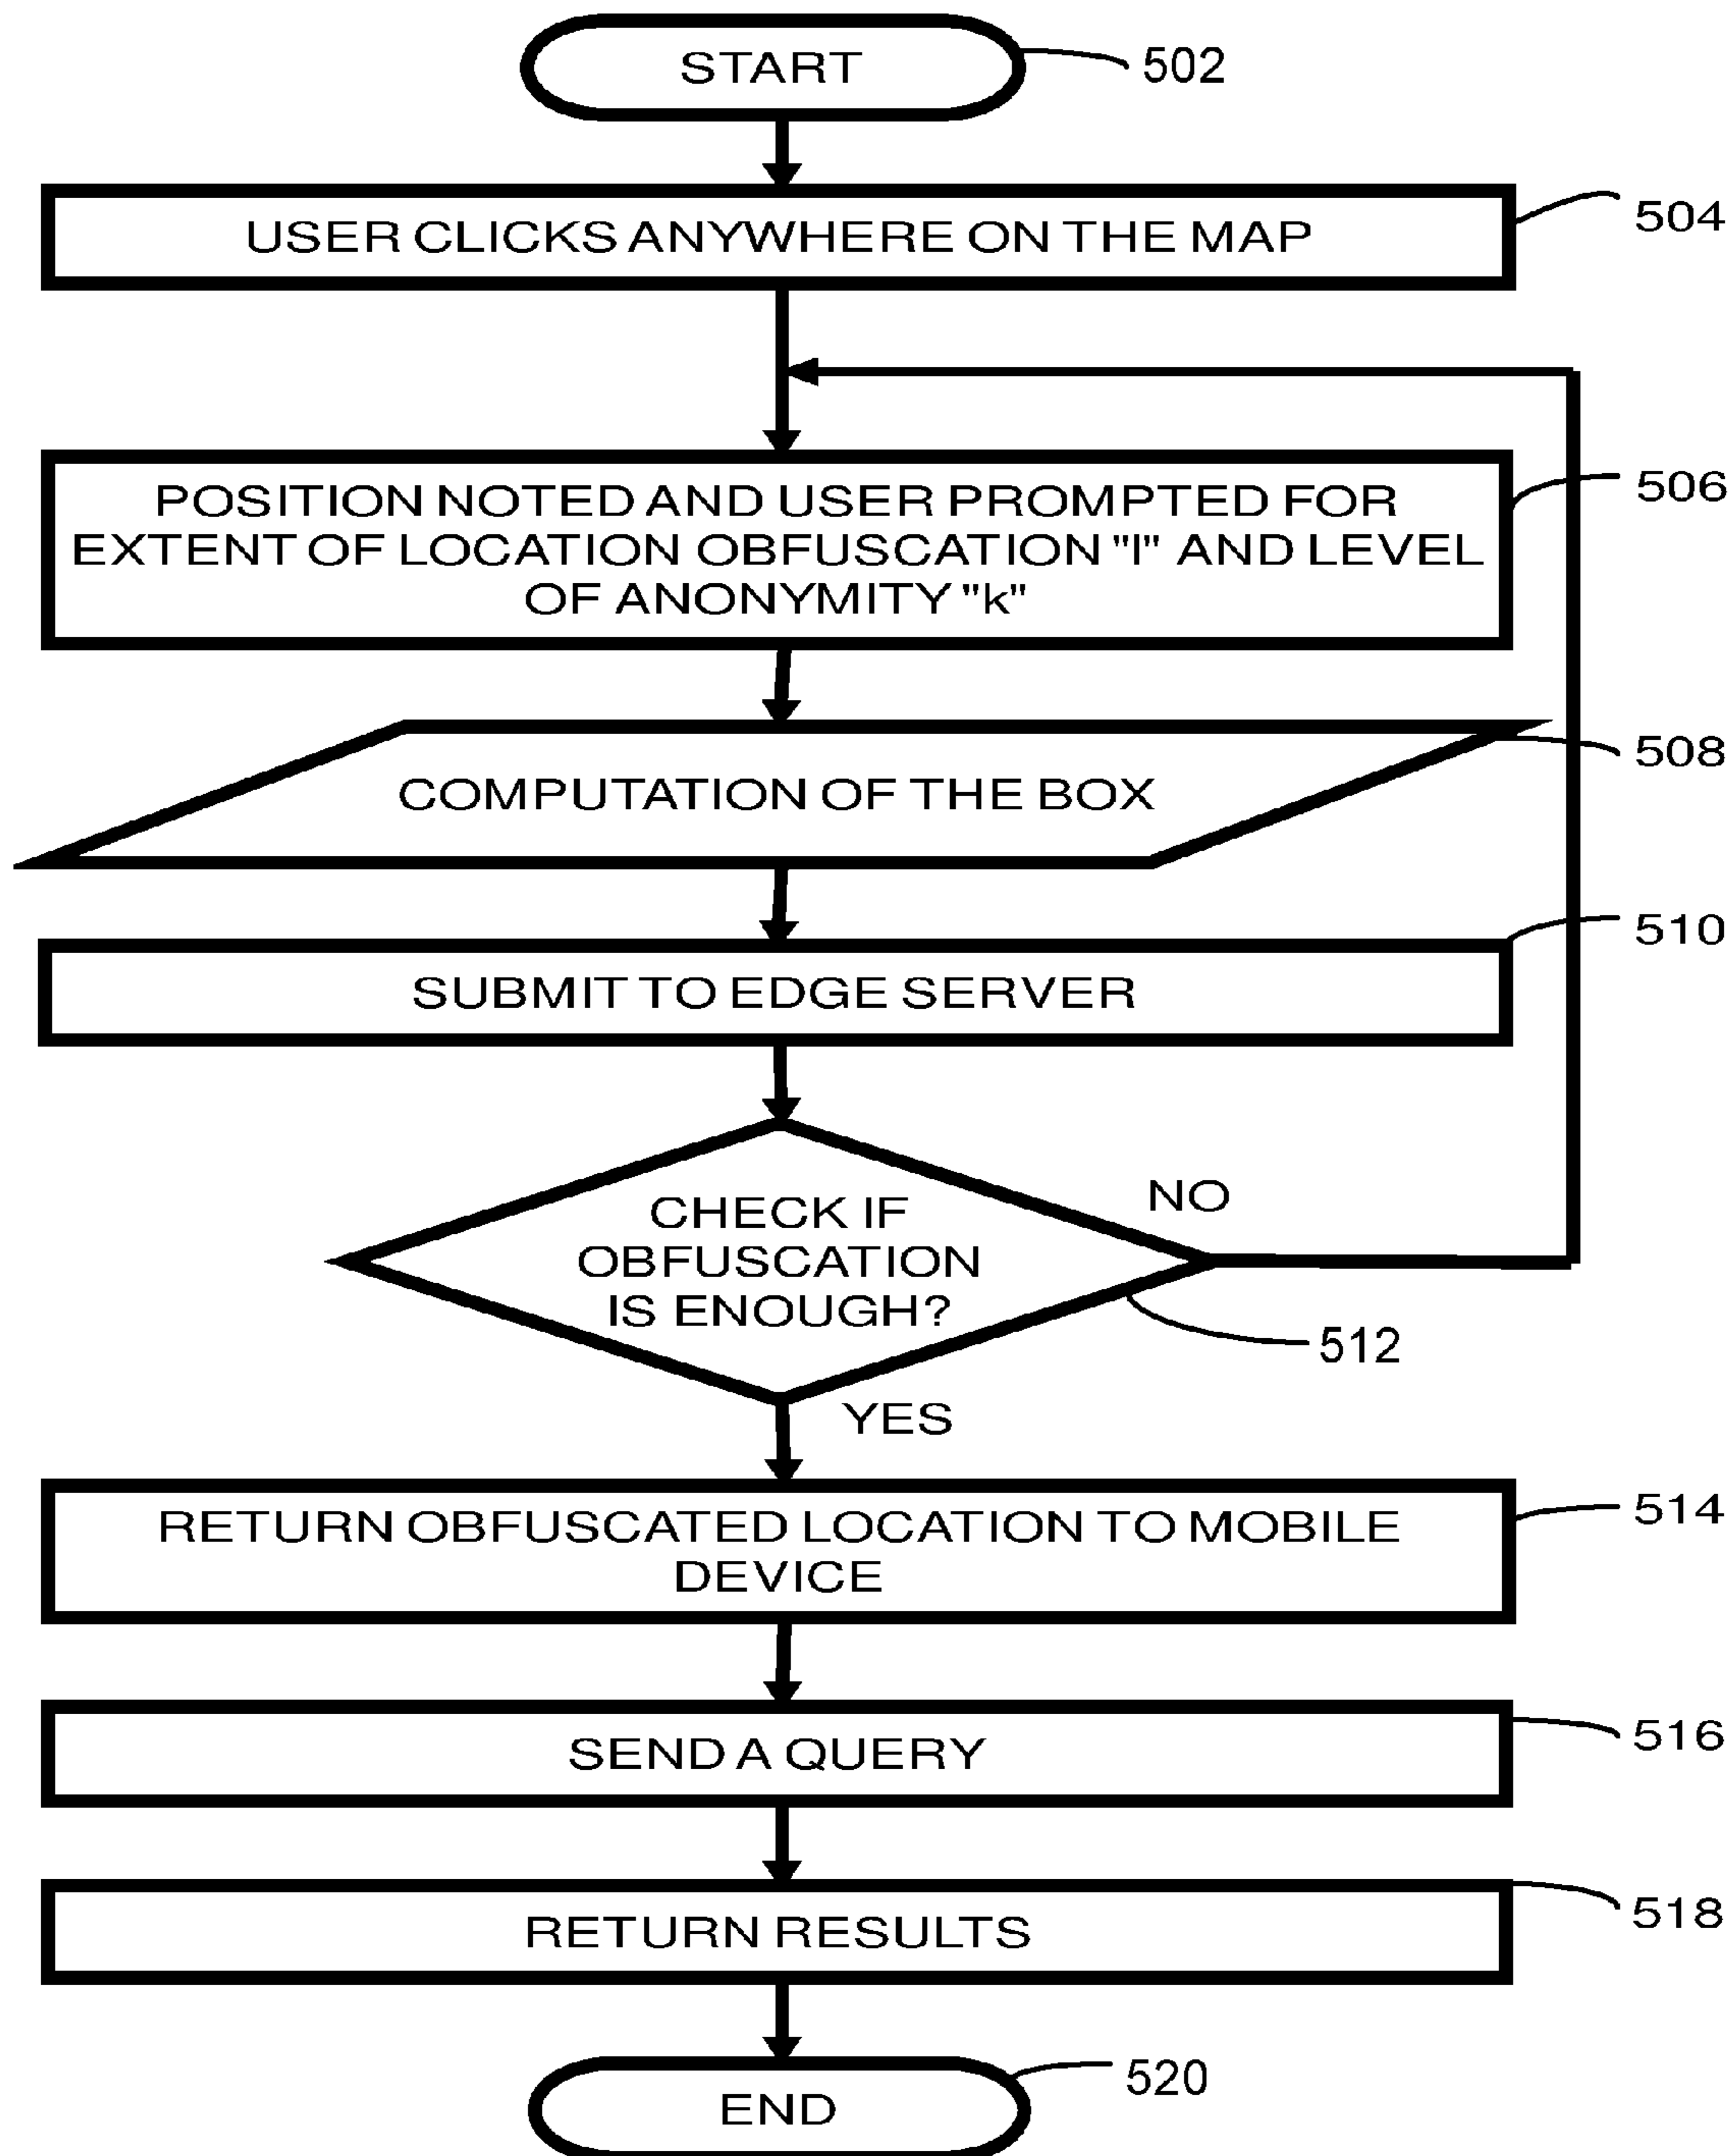 START
502
USER CLICKS ANYWHERE ON THE MAP
504
POSITION NOTED AND USER PROMPTED FOR
EXTENT OF LOCATION OBFUSCATION "l" AND LEVEL
OF ANONYMITY "k"
506
COMPUTATION OF THE BOX
508
SUBMIT TO EDGE SERVER
510
CHECK IF
OBFUSCATION
IS ENOUGH?
NO
512
YES
RETURN OBFUSCATED LOCATION TO MOBILE
DEVICE
514
SEND A QUERY
516
RETURN RESULTS
518
END
520